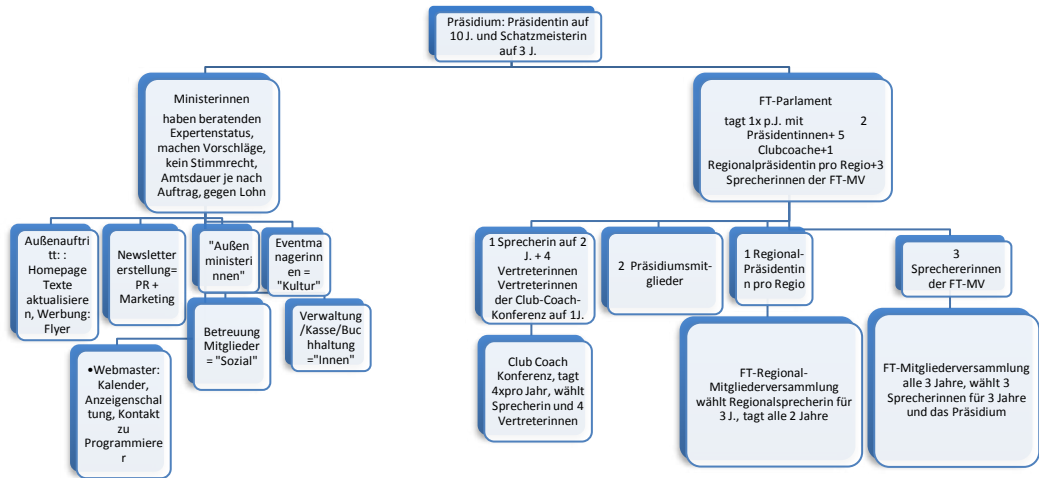 Präsidium: Präsidentin auf
10 J. und Schatzmeisterin
auf 3 J.
Ministerinnen
haben beratenden
Expertenstatus,
machen Vorschläge,
kein Stimmrecht,
Amtsdauer je nach
Auftrag, gegen Lohn
FT-Parlament
tagt 1x p.J. mit 2
Präsidentinnen+ 5
Clubcoache+1
Regionalpräsidentin pro Regio+3
Sprecherinnen der FT-MV
Außenauftri
tt: :
Homepage
Texte
aktualisiere
n, Werbung:
Flyer
Newsletter
erstellung=
PR +
Marketing
"Außen
ministeri
nnen"
Eventma
nagerin
nen =
"Kultur"
Betreuung
Mitglieder
= "Sozial"
Verwaltung
/Kasse/Buc
hhaltung
="Innen"
•Webmaster:
Kalender,
Anzeigenschal
tung, Kontakt
zu
Programmiere
r
1 Sprecherin auf 2
J. + 4
Vertreterinnen
Vertreterinnen
der Club-Coach-
Konferenz auf 1J.
2 Präsidiumsmit-
glieder
1 Regional-
Präsidentin
n pro Regio
3
Sprechererinnen
der FT-MV
Club Coach
Konferenz, tagt
4xpro Jahr, wählt
Sprecherin und 4
Vertreterinnen
FT-Regional-
Mitgliederversammlung
wählt Regionalsprecherin für
3 J., tagt alle 2 Jahre
FT-Mitgliederversammlung
alle 3 Jahre, wählt 3
Sprecherinnen für 3 Jahre
und das Präsidium